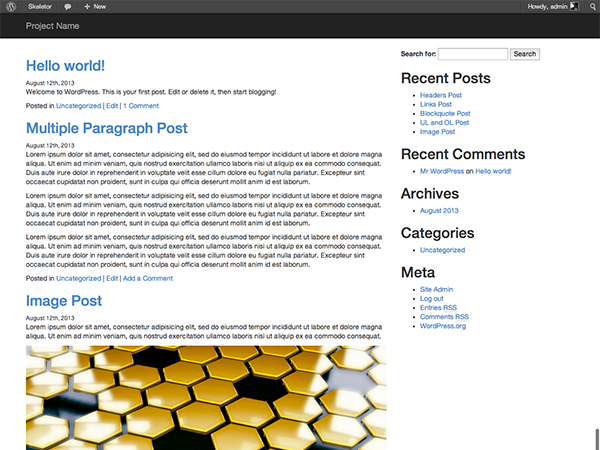 Skeletor + New Howdy, admin
Project Name
Hello world!
August 12th, 2013
Welcome to WordPress. This is your first post. Edit or delete it, then start blogging!
Posted in Uncategorized | Edit | 1 Comment
Multiple Paragraph Post
August 12th, 2013
Lorem ipsum dolor sit amet, consectetur adipisicing elit, sed do eiusmod tempor incididunt ut labore et dolore magna
aliqua. Ut enim ad minim veniam, quis nostrud exercitation ullamco laboris nisi ut aliquip ex ea commodo consequat.
Duis aute irure dolor in reprehenderit in voluptate velit esse cillum dolore eu fugiat nulla pariatur. Excepteur sint
occaecat cupidatat non proident, sunt in culpa qui officia deserunt mollit anim id est laborum.
Lorem ipsum dolor sit amet, consectetur adipisicing elit, sed do eiusmod tempor incididunt ut labore et dolore magna
aliqua. Ut enim ad minim veniam, quis nostrud exercitation ullamco laboris nisi ut aliquip ex ea commodo consequat.
Duis aute irure dolor in reprehenderit in voluptate velit esse cillum dolore eu fugiat nulla pariatur. Excepteur sint
occaecat cupidatat non proident, sunt in culpa qui officia deserunt mollit anim id est laborum.
Lorem ipsum dolor sit amet, consectetur adipisicing elit, sed do eiusmod tempor incididunt ut labore et dolore magna
aliqua. Ut enim ad minim veniam, quis nostrud exercitation ullamco laboris nisi ut aliquip ex ea commodo consequat.
Duis aute irure dolor in reprehenderit in voluptate velit esse cillum dolore eu fugiat nulla pariatur. Excepteur sint
occaecat cupidatat non proident, sunt in culpa qui officia deserunt mollit anim id est laborum.
Posted in Uncategorized | Edit | Add a Comment
Image Post
August 12th, 2013
Lorem ipsum dolor sit amet, consectetur adipisicing elit, sed do eiusmod tempor incididunt ut labore et dolore magna
aliqua. Ut enim ad minim veniam, quis nostrud exercitation ullamco laboris nisi ut aliquip ex ea commodo consequat.
Search for: Search
Recent Posts
Headers Post
Links Post
Blockquote Post
UL and OL Post
Image Post
Recent Comments
Mr WordPress on Hello world!
Archives
August 2013
Categories
Uncategorized
Meta
Site Admin
Log out
Entries RSS
Comments RSS
WordPress.org